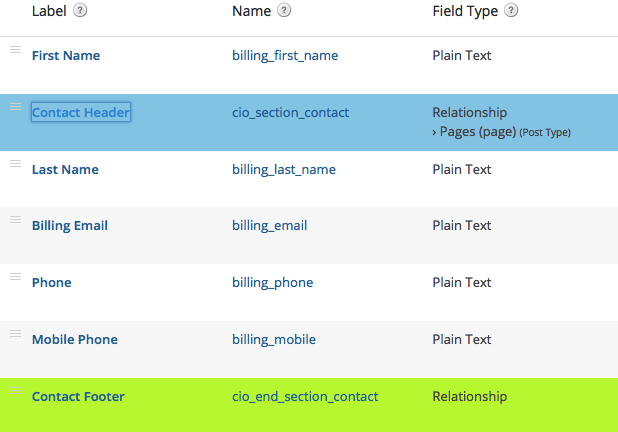 Label ? Name ? Field Type ?
First Name billing_first_name Plain Text
Contact Header cio_section_contact Relationship
› Pages (page) (Post Type)
Last Name billing_last_name Plain Text
Billing Email billing_email Plain Text
Phone billing_phone Plain Text
Mobile Phone billing_mobile Plain Text
Contact Footer cio_end_section_contact Relationship